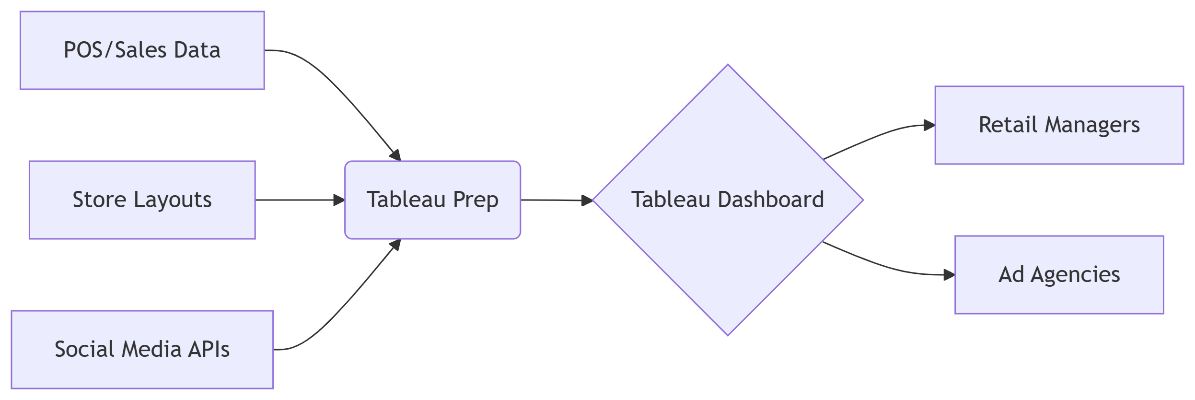 POS/Sales Data
Store Layouts
Social Media APIs
Tableau Prep
Tableau Dashboard
Retail Managers
Ad Agencies